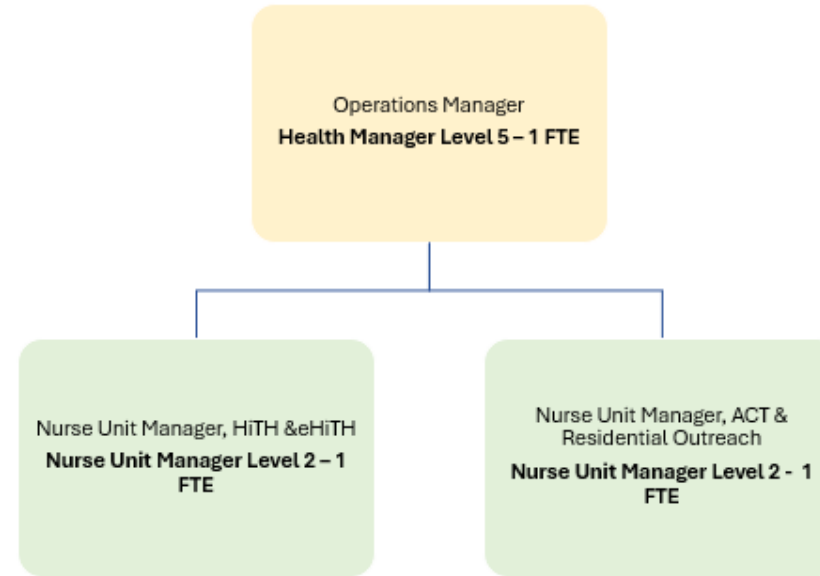 Operations Manager
Health Manager Level 5 – 1 FTE
Nurse Unit Manager, HiTH &eHiTH
Nurse Unit Manager Level 2 – 1
FTE
Nurse Unit Manager, ACT &
Residential Outreach
Nurse Unit Manager Level 2 - 1
FTE